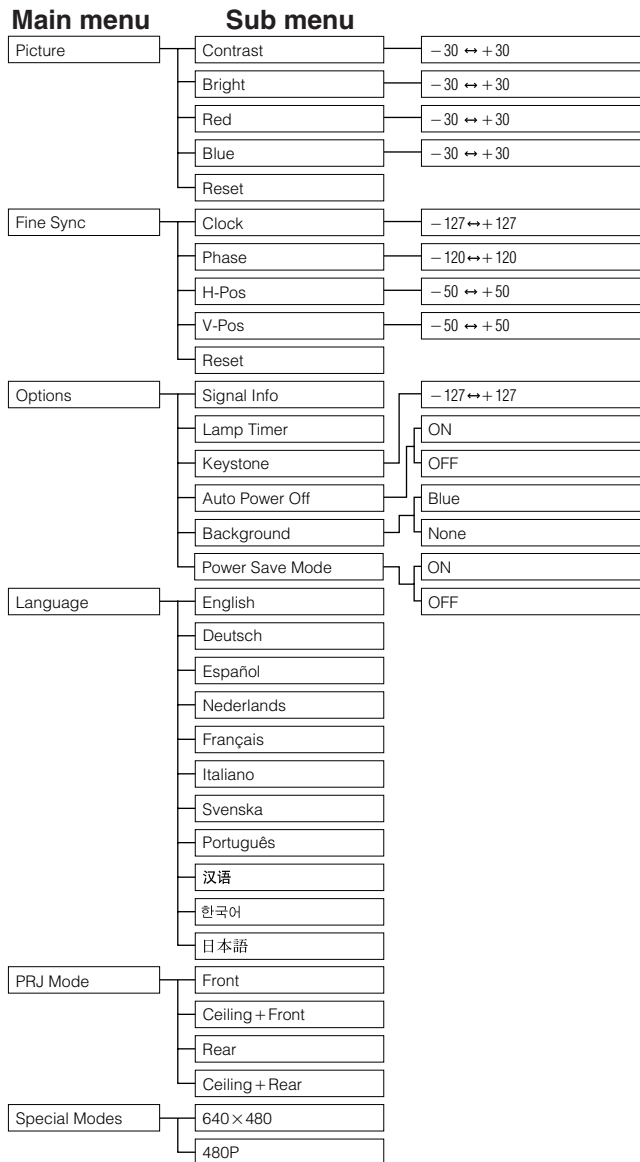 Main menu Sub menu
Picture Contrast −30 ↔ +30
Bright −30 ↔ +30
Red −30 ↔ +30
Blue −30 ↔ +30
Reset
Fine Sync Clock −127↔+127
Phase −120↔+120
H-Pos −50 ↔ +50
V-Pos −50 ↔ +50
Reset
Options Signal Info −127↔+127
Lamp Timer ON
Keystone OFF
Auto Power Off Blue
Background None
Power Save Mode ON
Language English OFF
Deutsch
Español
Nederlands
Français
Italiano
Svenska
Português
汉语
한국어
日本語
PRJ Mode Front
Ceiling+Front
Rear
Ceiling+Rear
Special Modes 640×480
480P